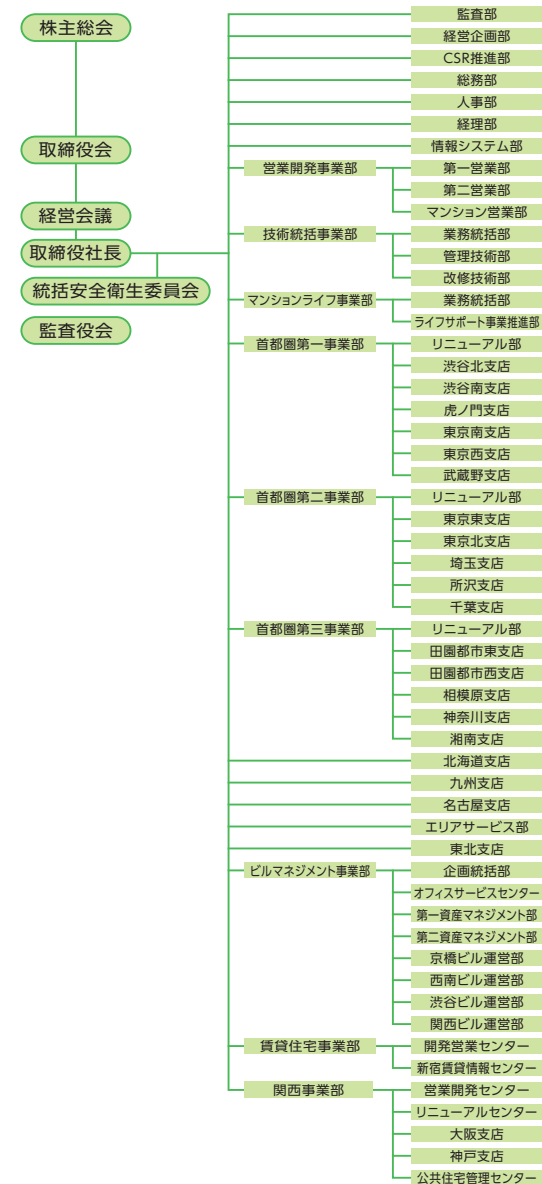 株主総会
取締役会
経営会議
取締役社長
統括安全衛生委員会
監査役会
監査部
経営企画部
CSR推進部
総務部
人事部
経理部
情報システム部
営業開発事業部
第一営業部
第二営業部
マンション営業部
技術統括事業部
業務統括部
管理技術部
改修技術部
マンションライフ事業部
業務統括部
ライフサポート事業推進部
首都圏第一事業部
リニューアル部
渋谷北支店
渋谷南支店
虎ノ門支店
東京南支店
東京西支店
武蔵野支店
首都圏第二事業部
リニューアル部
東京東支店
東京北支店
埼玉支店
所沢支店
千葉支店
首都圏第三事業部
リニューアル部
田園都市東支店
田園都市西支店
相模原支店
神奈川支店
湘南支店
北海道支店
九州支店
名古屋支店
エリアサービス部
東北支店
ビルマネジメント事業部
企画統括部
オフィスサービスセンター
第一資産マネジメント部
第二資産マネジメント部
京橋ビル運営部
西南ビル運営部
渋谷ビル運営部
関西ビル運営部
賃貸住宅事業部
開発営業センター
新宿賃貸情報センター
関西事業部
営業開発センター
リニューアルセンター
大阪支店
神戸支店
公共住宅管理センター